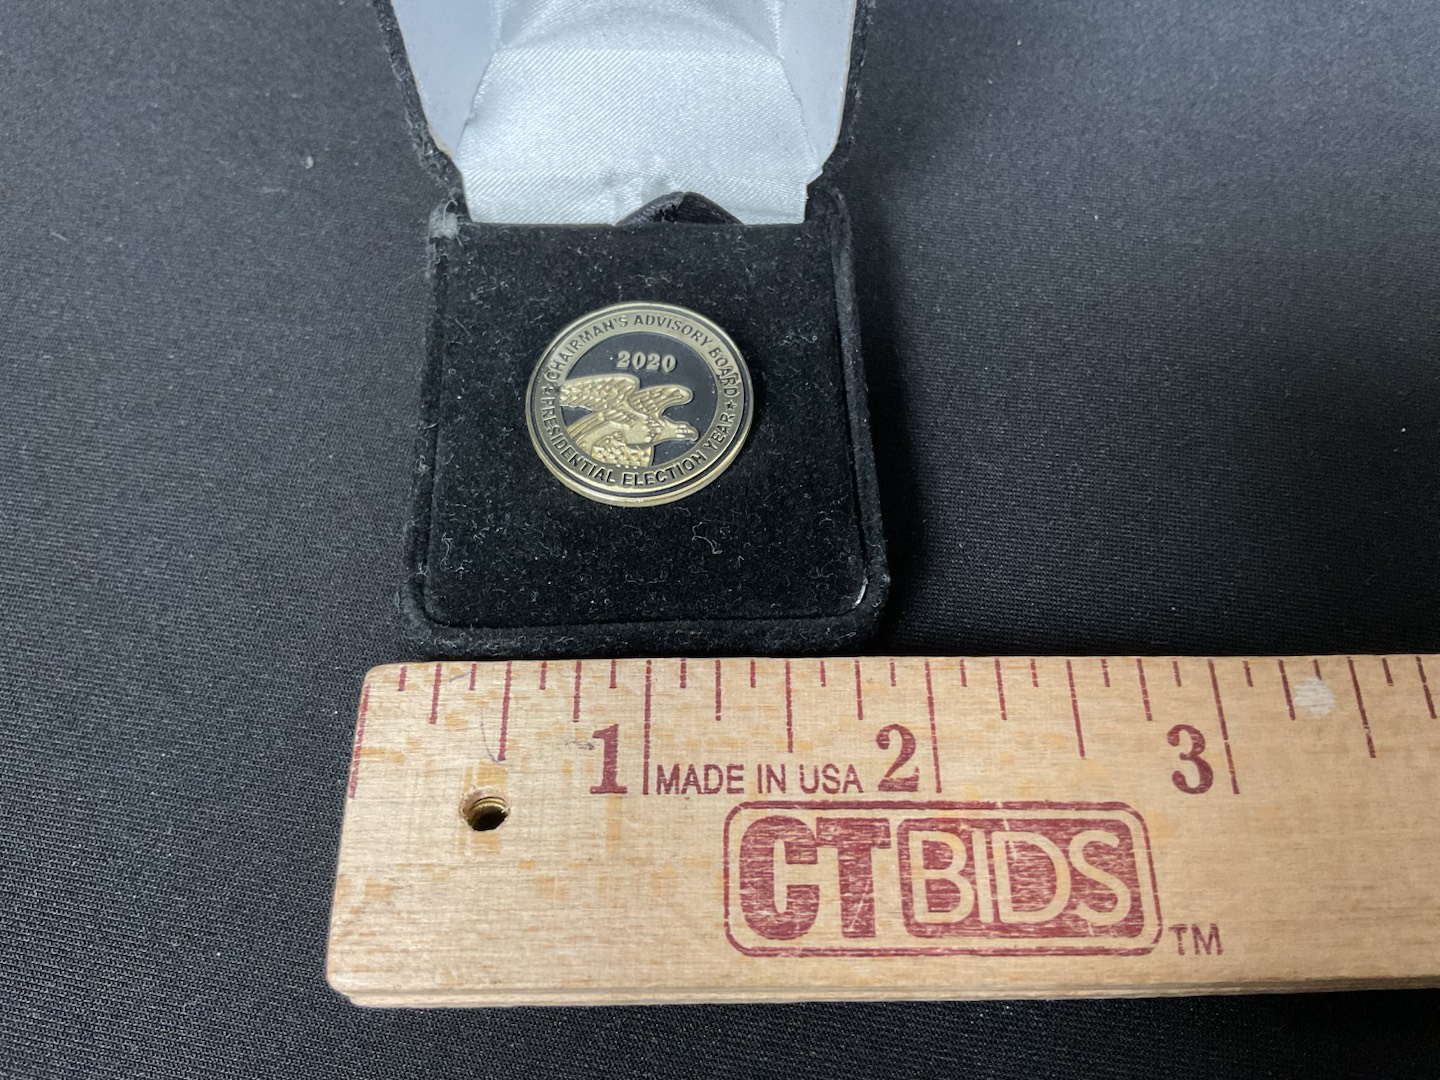 CHAIRMAN'S ADVISORY BOARD
2020
PRESIDENTIAL ELECTION YEAR
1 2 3
MADE IN USA
CTBIDS TM